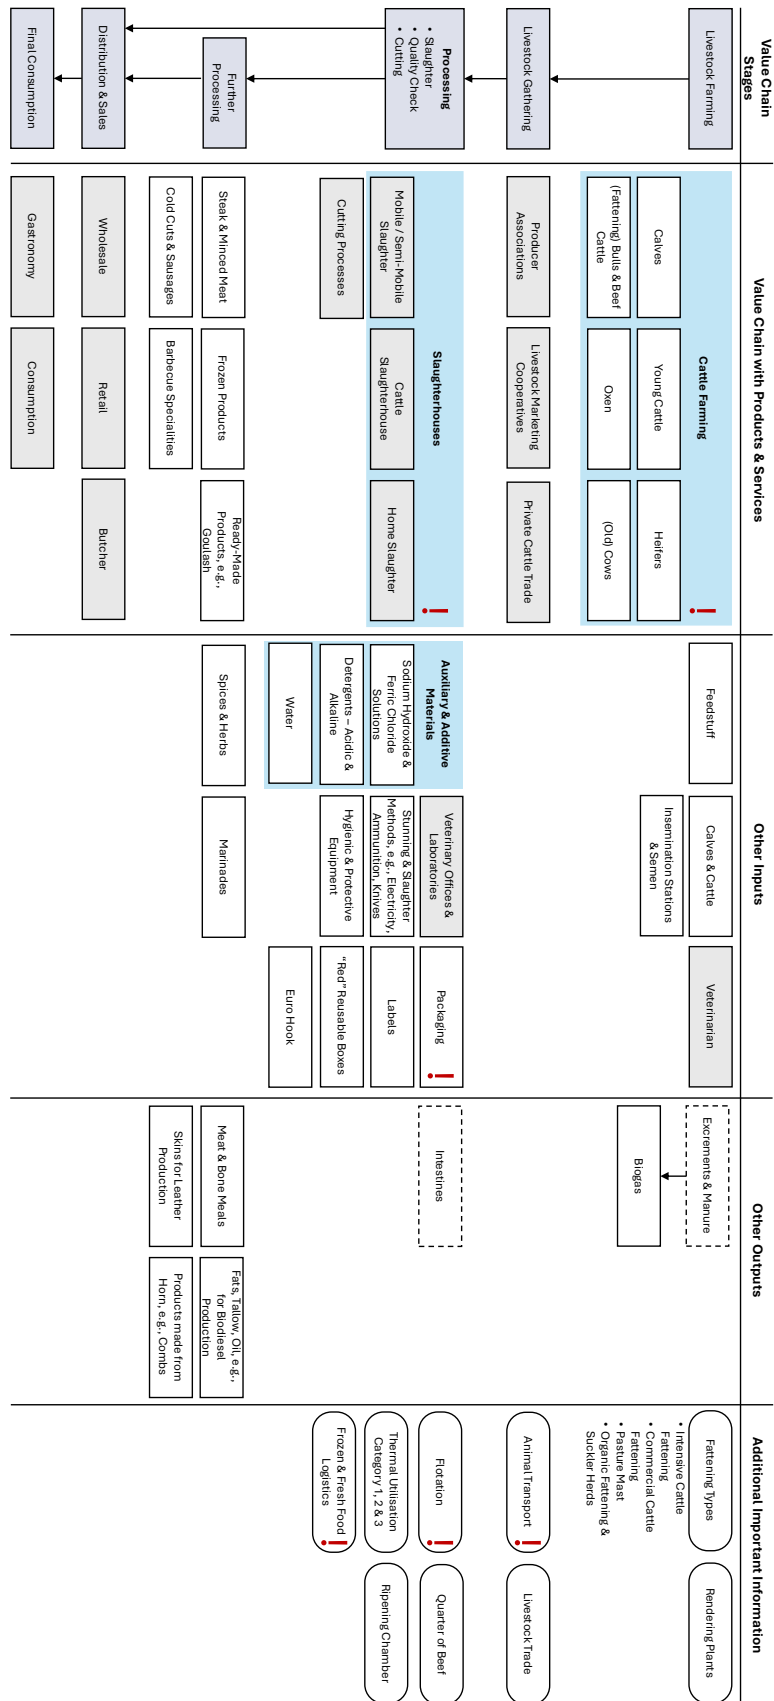 Value Chain
Stages
Value Chain with Products & Services
Other Inputs
Other Outputs
Additional Important Information
Livestock Farming
Cattle Farming
!
Calves
Young Cattle
Heifers
(Fattening) Bulls & Beef
Cattle
Oxen
(Old) Cows
Feedstuff
Calves & Cattle
Veterinarian
Insemination Stations
& Semen
Excrements & Manure
Biogas
Fattening Types
Rendering Plants
• Intensive Cattle
Fattening
• Commercial Cattle
Fattening
• Pasture Mast
• Organic Fattening &
Suckler Herds
Livestock Gathering
Producer
Associations
Livestock Marketing
Cooperatives
Private Cattle Trade
Animal Transport
!
Livestock Trade
Processing
• Slaughter
• Quality Check
• Cutting
Slaughterhouses
!
Mobile / Semi-Mobile
Slaughter
Cattle
Slaughterhouse
Home Slaughter
Cutting Processes
Auxiliary & Additive
Materials
Sodium Hydroxide &
Ferric Chloride
Solutions
Detergents – Acidic &
Alkaline
Water
Veterinary Offices &
Laboratories
Stunning & Slaughter
Methods, e.g., Electricity,
Ammunition, Knives
Hygienic & Protective
Equipment
Packaging
!
Labels
"Red" Reusable Boxes
Euro Hook
Intestines
Flotation
!
Quarter of Beef
Thermal Utilisation
Category 1, 2 & 3
Ripening Chamber
Frozen & Fresh Food
Logistics
!
Further
Processing
Steak & Minced Meat
Frozen Products
Ready-Made
Products, e.g.,
Goulash
Cold Cuts & Sausages
Barbecue Specialities
Spices & Herbs
Marinades
Meat & Bone Meals
Fats, Tallow, Oil, e.g.,
for Biodiesel
Production
Skins for Leather
Production
Products made from
Horn, e.g., Combs
Distribution & Sales
Wholesale
Retail
Butcher
Final Consumption
Gastronomy
Consumption